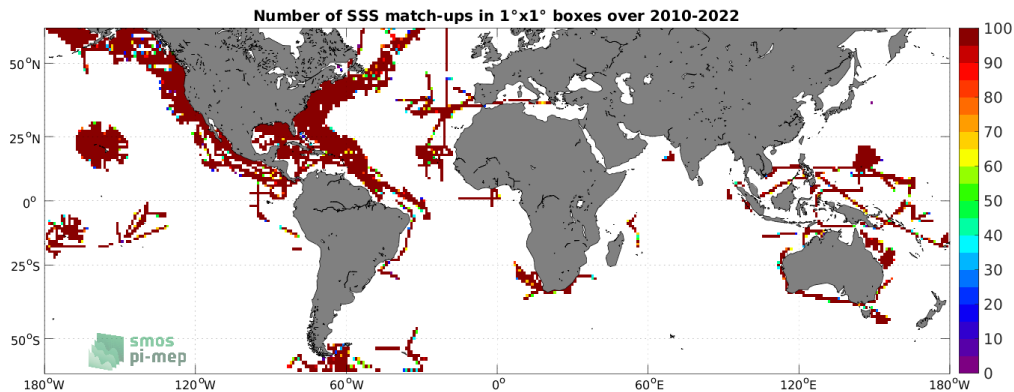 Number of SSS match-ups in 1°x1° boxes over 2010-2022
50°N
25°N
0°
25°S
50°S
180°W
120°W
60°W
0°
60°E
120°E
180°E
100
90
80
70
60
50
40
30
20
10
0
smos
pi-mep